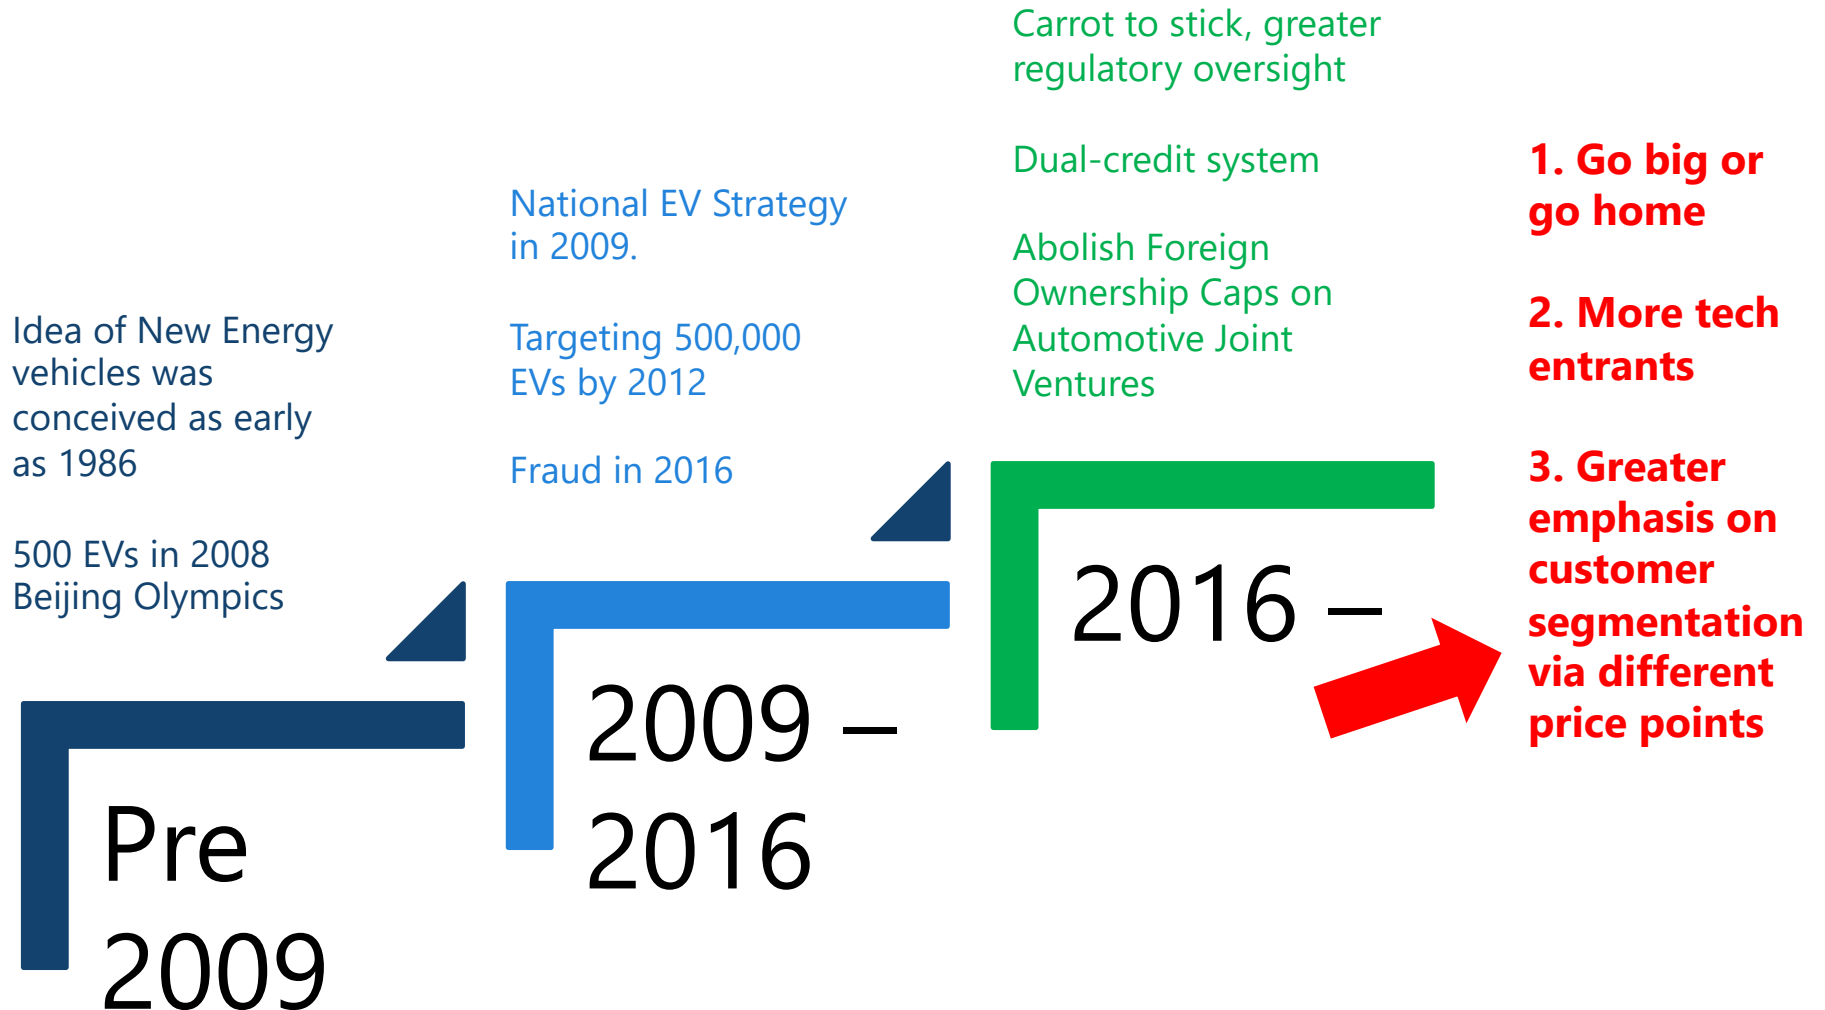 Idea of New Energy
vehicles was
conceived as early
as 1986
500 EVs in 2008
Beijing Olympics
Pre
2009
National EV Strategy
in 2009.
Targeting 500,000
EVs by 2012
Fraud in 2016
2009 –
2016
Carrot to stick, greater
regulatory oversight
Dual-credit system
Abolish Foreign
Ownership Caps on
Automotive Joint
Ventures
2016 –
1. Go big or
go home
2. More tech
entrants
3. Greater
emphasis on
customer
segmentation
via different
price points